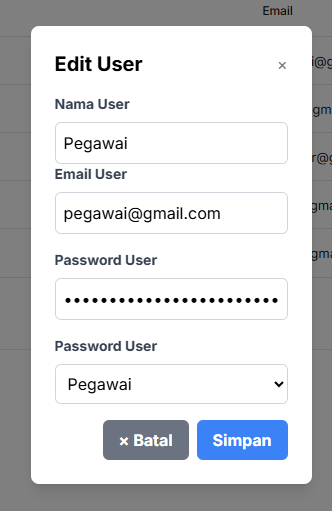 Email
Edit User
×
i@g
Nama User
Pegawai
gm
Email User
r@g
pegawai@gmail.com
gma
Password User
gma
••••••••••••••••••••••••
Password User
Pegawai
× Batal
Simpan